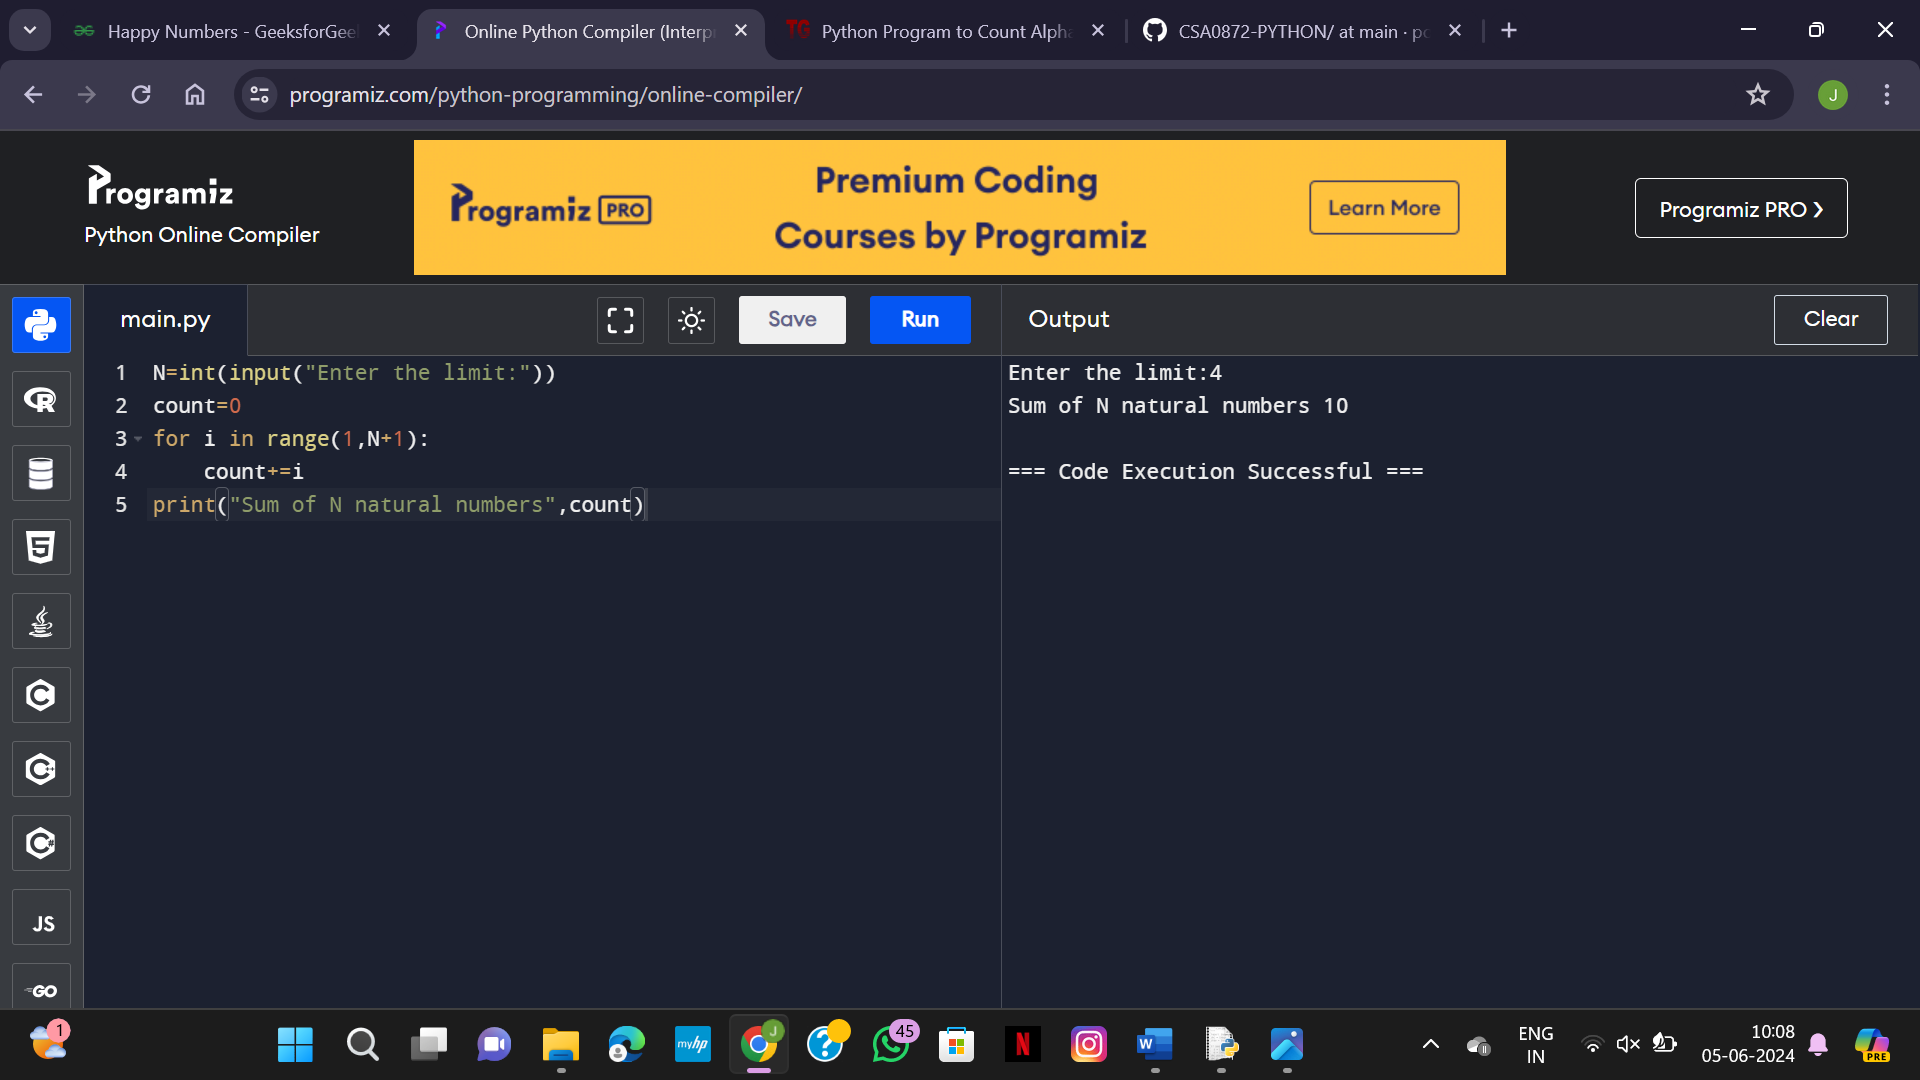 Happy Numbers - GeeksforGee
Online Python Compiler (Interp
TG
Python Program to Count Alpha
CSA0872-PYTHON/ at main · pc
programiz.com/python-programming/online-compiler/
J
Programiz
Python Online Compiler
Programiz PRO
Premium Coding
Courses by Programiz
Learn More
Programiz PRO ❯
main.py
Save
Run
Output
Clear
1 N=int(input("Enter the limit:"))
2 count=0
3 for i in range(1,N+1):
4     count+=i
5 print("Sum of N natural numbers",count)
Enter the limit:4
Sum of N natural numbers 10
=== Code Execution Successful ===
R
5
C
C++
C#
JS
GO
1
myhp
J
?
45
N
W
ENG
IN
10:08
05-06-2024
PRE